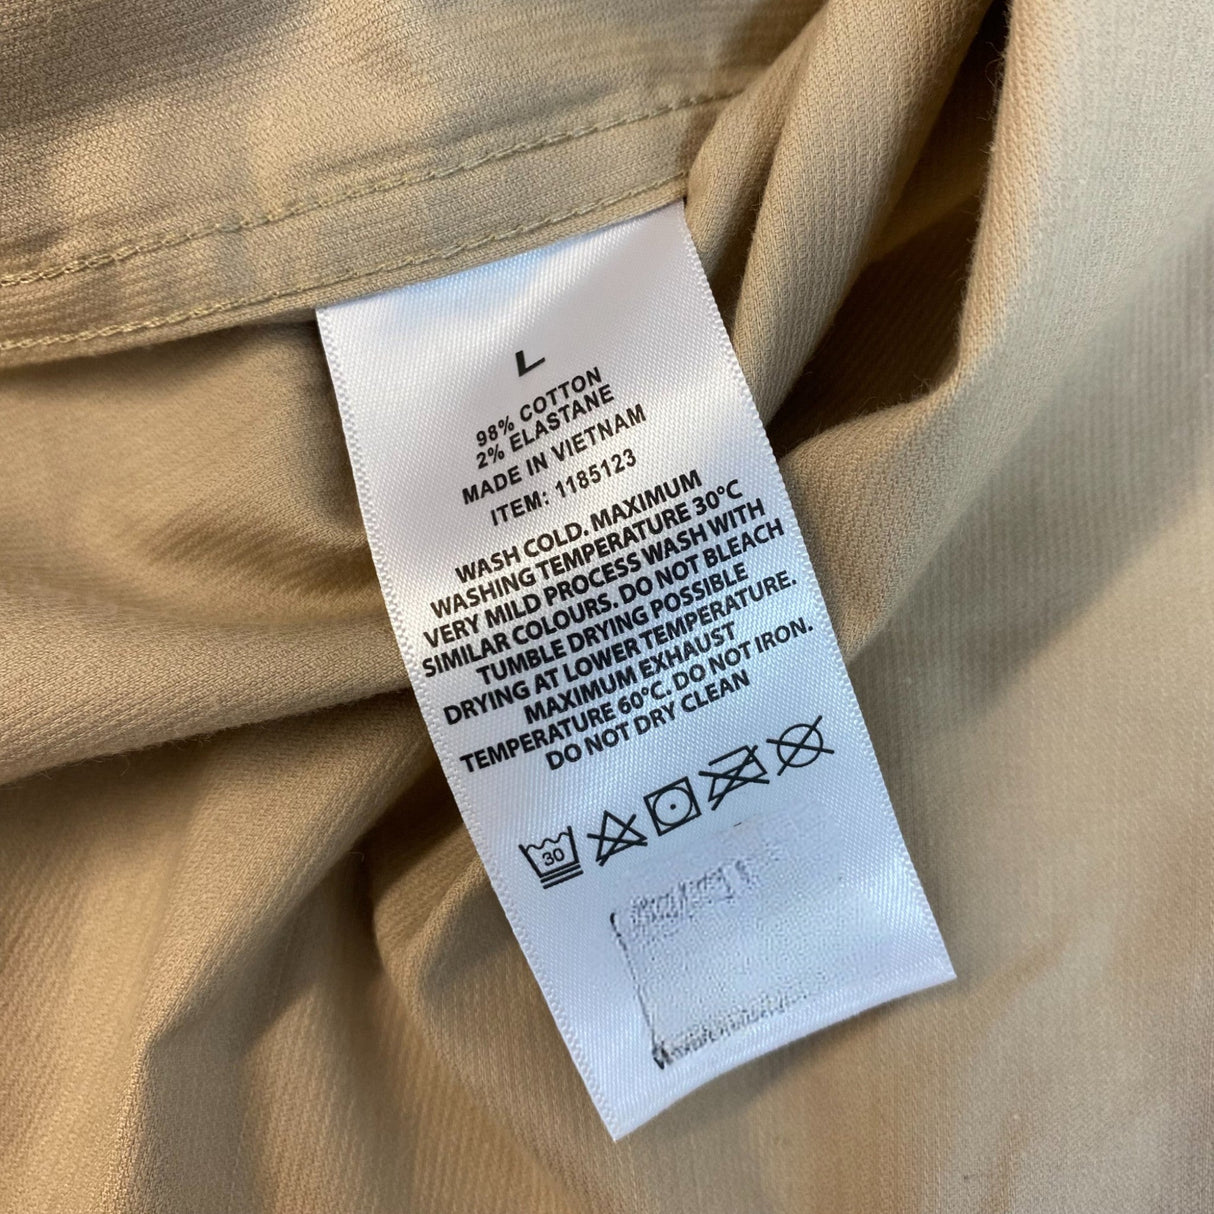 L
98% COTTON
2% ELASTANE
MADE IN VIETNAM
ITEM: 1185123
WASH COLD. MAXIMUM
WASHING TEMPERATURE 30°C
VERY MILD PROCESS WASH WITH
SIMILAR COLOURS. DO NOT BLEACH
TUMBLE DRYING POSSIBLE
DRYING AT LOWER TEMPERATURE.
MAXIMUM EXHAUST
TEMPERATURE 60°C. DO NOT IRON.
DO NOT DRY CLEAN
30